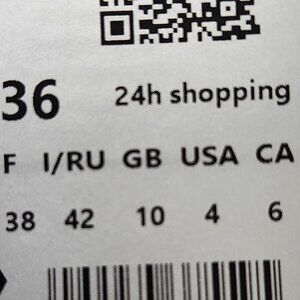 36 24h shopping
F I/RU GB USA CA
38 42 10 4 6